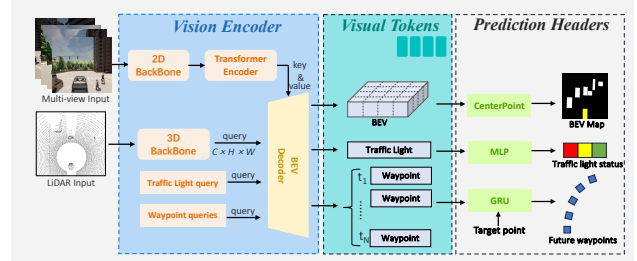 Vision Encoder
Visual Tokens
Prediction Headers
Multi-view Input
2D
BackBone
Transformer
Encoder
key
&
value
LiDAR Input
3D
BackBone
query
C × H × W
Traffic Light query
query
Waypoint queries
query
BEV
Decoder
BEV
Traffic Light
t1
Waypoint
Waypoint
tN
Waypoint
CenterPoint
BEV Map
MLP
Traffic light status
GRU
Target point
Future waypoints